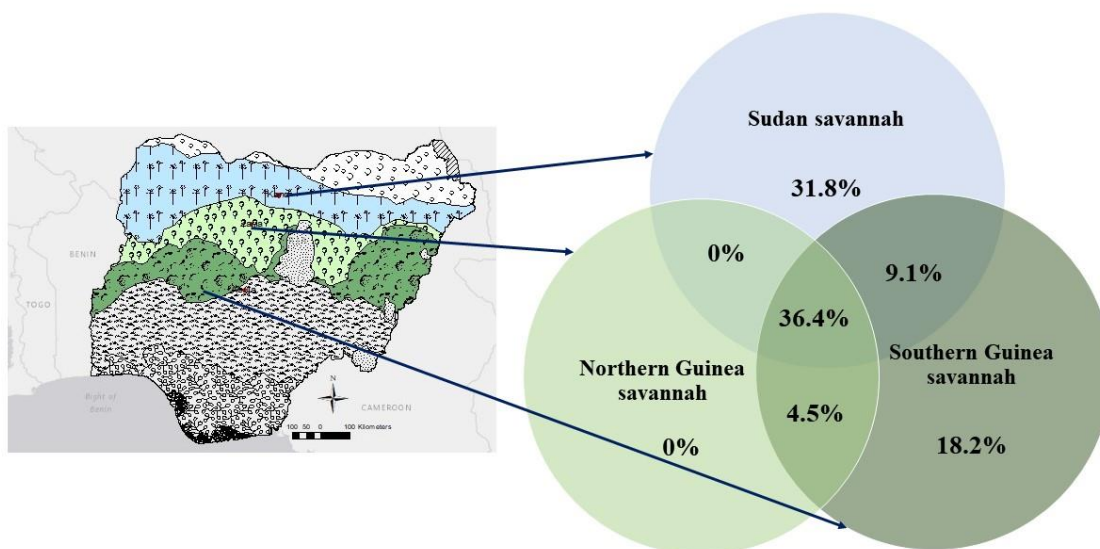 BENIN
TOGO
Bight of
Benin
CAMEROON
N
100 50 0 100 Kilometers
Sudan savannah
31.8%
0%
9.1%
36.4%
Northern Guinea
savannah
Southern Guinea
savannah
4.5%
0%
18.2%